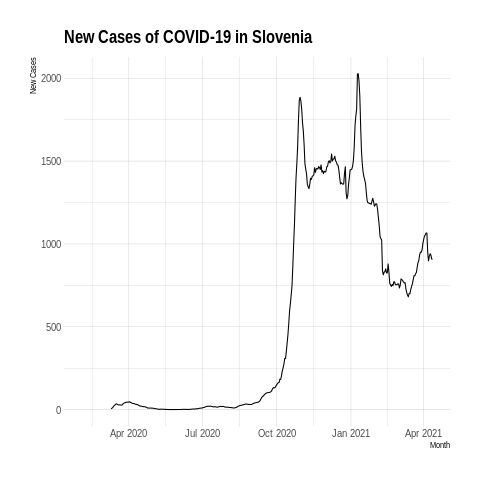 New Cases of COVID-19 in Slovenia
New Cases
2000
1500
1000
500
0
Apr 2020 Jul 2020 Oct 2020 Jan 2021 Apr 2021
Month